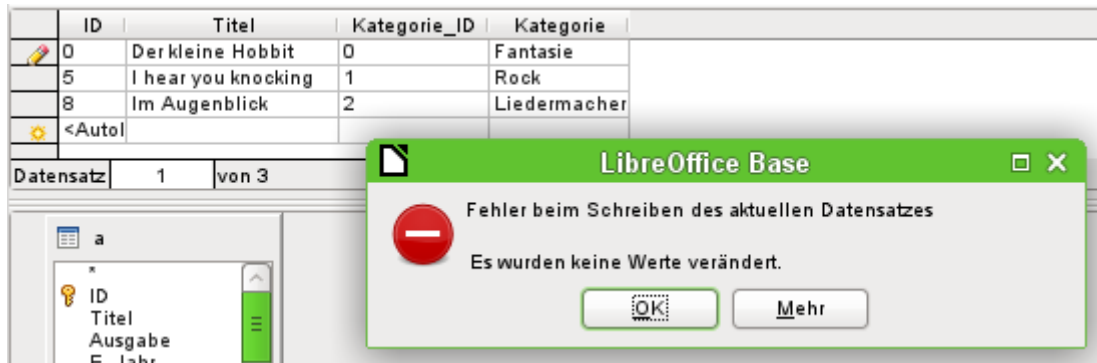 ID Titel Kategorie_ID Kategorie
0 Der kleine Hobbit 0 Fantasie
5 I hear you knocking 1 Rock
8 Im Augenblick 2 Liedermacher
<Autol
Datensatz 1 von 3
LibreOffice Base
Fehler beim Schreiben des aktuellen Datensatzes
Es wurden keine Werte verändert.
OK Mehr
a
*
ID
Titel
Ausgabe
E_Jahr